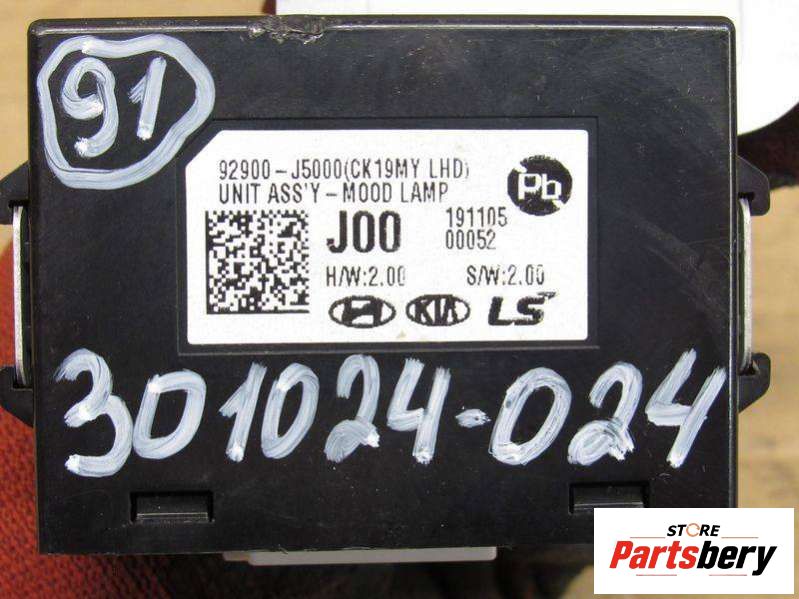 91
92900-J5000(CK19MY LHD)
UNIT ASS'Y-MOOD LAMP
Pb
J00
191105
00052
H/W:2.00 S/W:2.00
KIA LS
301024-024
STORE
Partsbery